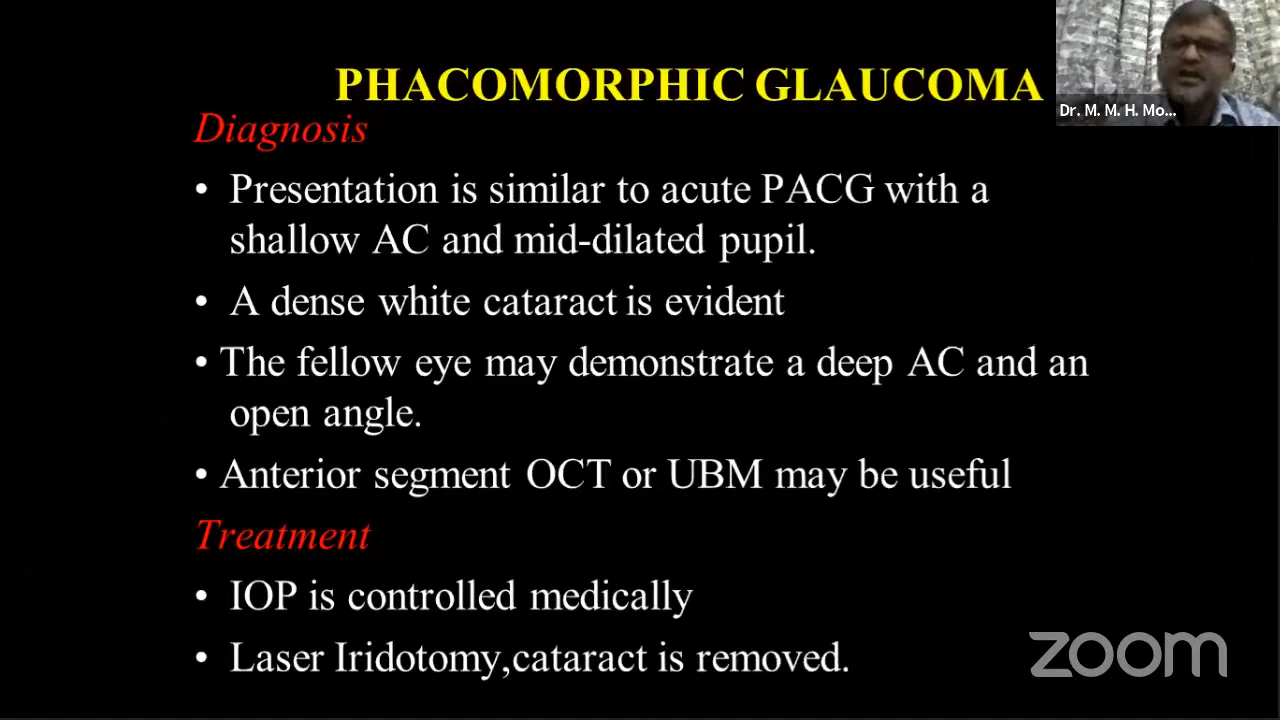 PHACOMORPHIC GLAUCOMA
Dr. M. M. H. Mo...
Diagnosis
• Presentation is similar to acute PACG with a
shallow AC and mid-dilated pupil.
• A dense white cataract is evident
• The fellow eye may demonstrate a deep AC and an
open angle.
• Anterior segment OCT or UBM may be useful
Treatment
• IOP is controlled medically
• Laser Iridotomy,cataract is removed.
zoom